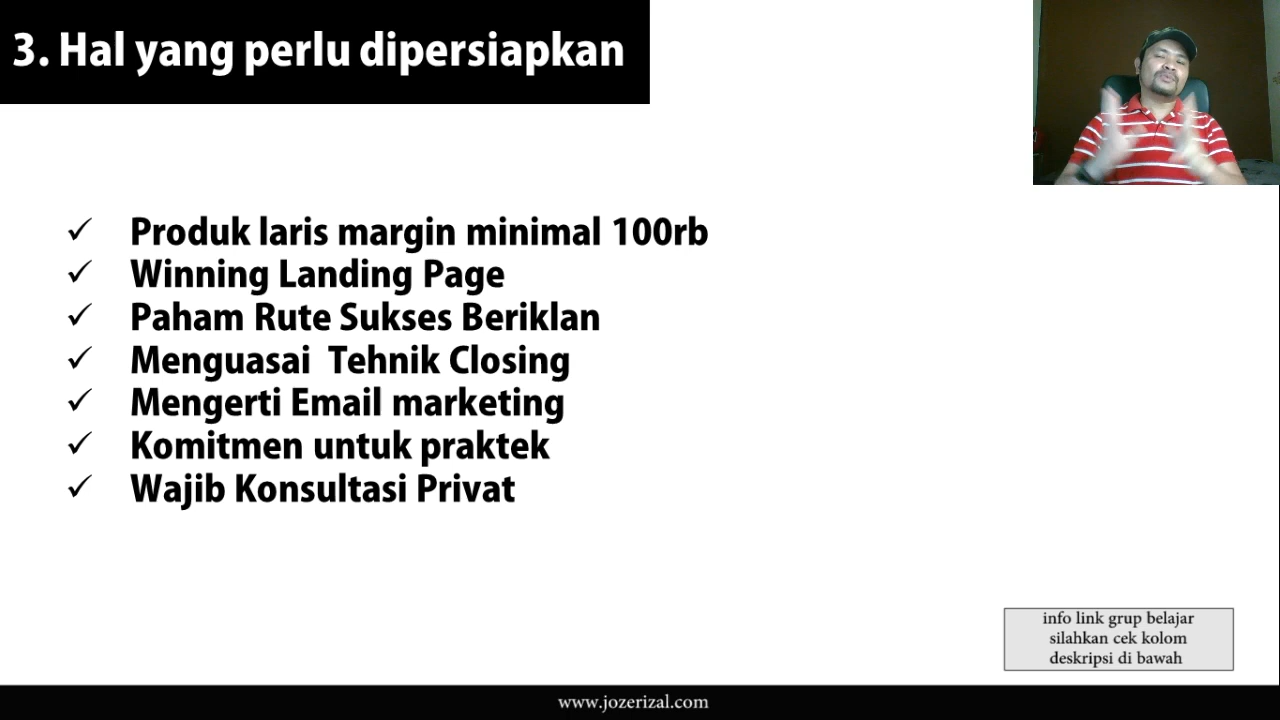 3. Hal yang perlu dipersiapkan
✓ Produk laris margin minimal 100rb
✓ Winning Landing Page
✓ Paham Rute Sukses Beriklan
✓ Menguasai Tehnik Closing
✓ Mengerti Email marketing
✓ Komitmen untuk praktek
✓ Wajib Konsultasi Privat
info link grup belajar
silahkan cek kolom
deskripsi di bawah
www.jozerizal.com